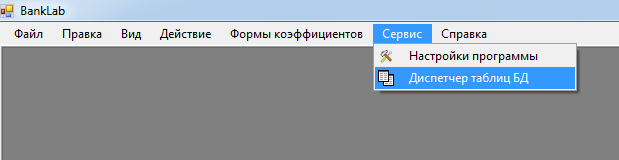 BankLab
Файл Правка Вид Действие Формы коэффициентов Сервис Справка
Настройки программы
Диспетчер таблиц БД